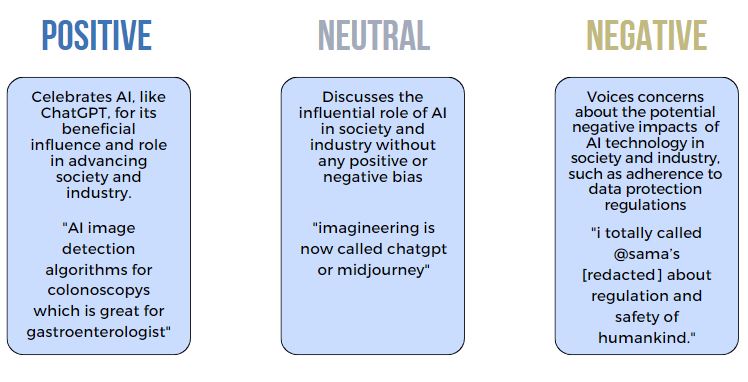 POSITIVE
Celebrates AI, like
ChatGPT, for its
beneficial
influence and role
in advancing
society and
industry.
"AI image
detection
algorithms for
colonoscopys
which is great for
gastroenterologist"
NEUTRAL
Discusses the
influential role of AI
in society and
industry without
any positive or
negative bias
"imagineering is
now called chatgpt
or midjourney"
NEGATIVE
Voices concerns
about the potential
negative impacts of
AI technology in
society and industry,
such as adherence to
data protection
regulations
"i totally called
@sama's
[redacted] about
regulation and
safety of
humankind."